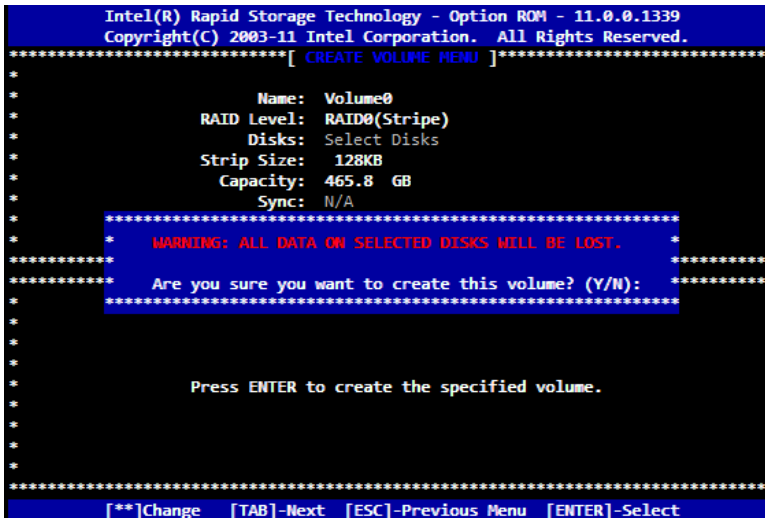 Intel(R) Rapid Storage Technology - Option ROM - 11.0.0.1339
Copyright(C) 2003-11 Intel Corporation. All Rights Reserved.
*****************************[ CREATE VOLUME MENU ]****************************
*
* Name: Volume0
* RAID Level: RAID0(Stripe)
* Disks: Select Disks
* Strip Size: 128KB
* Capacity: 465.8 GB
* Sync: N/A
* ************************************************************
* * WARNING: ALL DATA ON SELECTED DISKS WILL BE LOST. *
*********** **********
*********** Are you sure you want to create this volume? (Y/N): **********
* ************************************************************
*
*
*
* Press ENTER to create the specified volume.
*
*
*
*
*******************************************************************************
[**]Change [TAB]-Next [ESC]-Previous Menu [ENTER]-Select